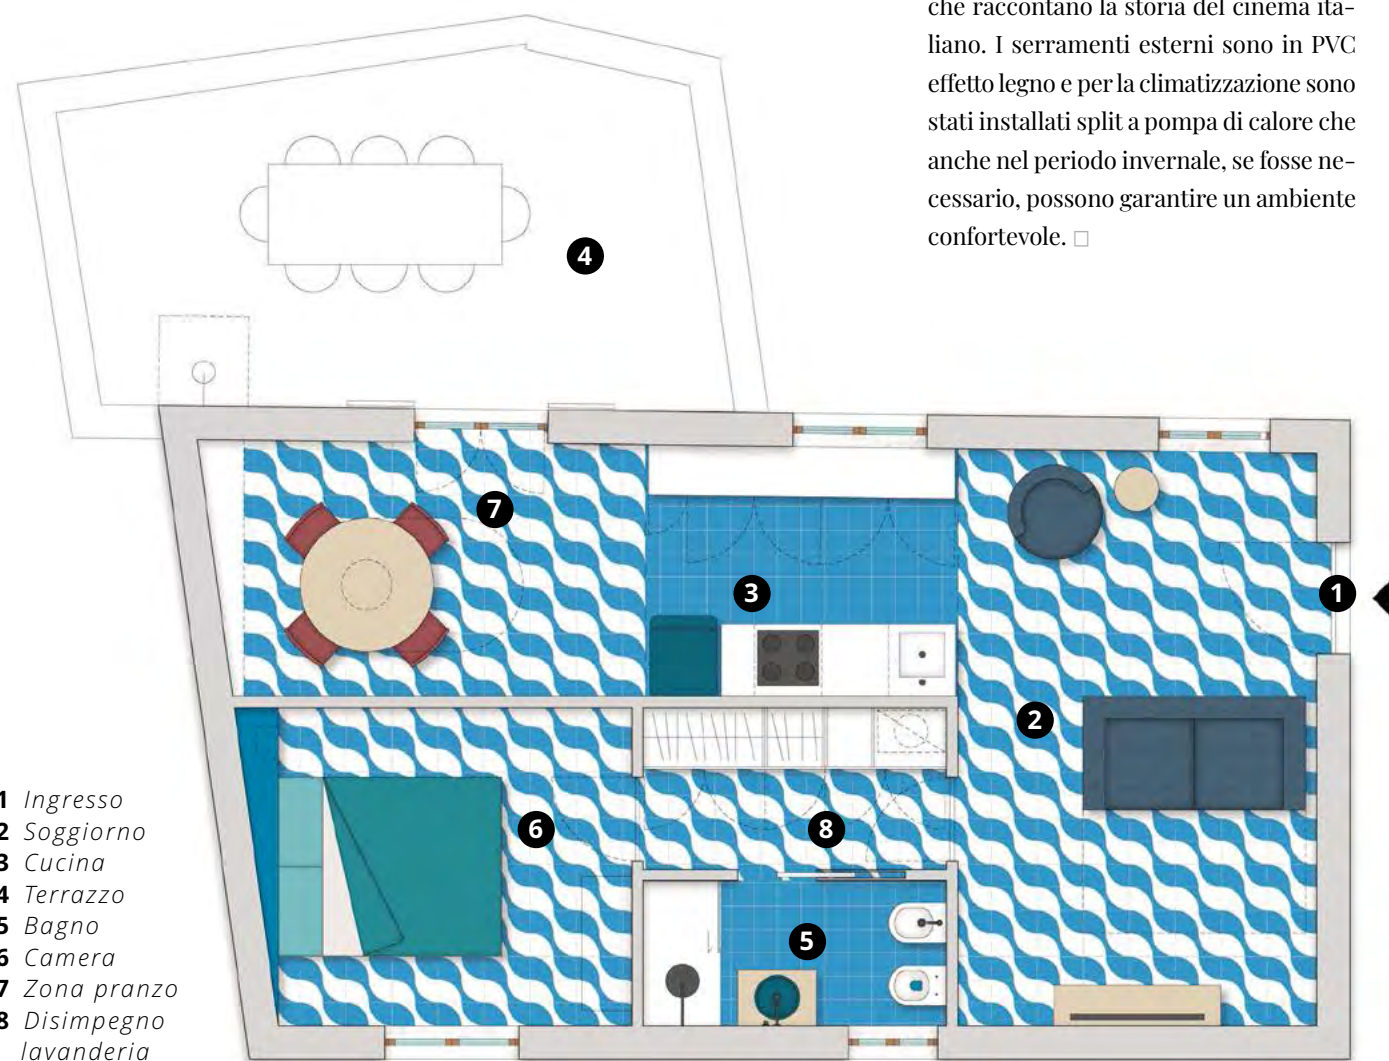 che raccontano la storia del cinema ita-
liano. I serramenti esterni sono in PVC
effetto legno e per la climatizzazione sono
stati installati split a pompa di calore che
anche nel periodo invernale, se fosse ne-
cessario, possono garantire un ambiente
confortevole. □
4
7
3
1
2
6
8
5
1 Ingresso
2 Soggiorno
3 Cucina
4 Terrazzo
5 Bagno
6 Camera
7 Zona pranzo
8 Disimpegno
lavanderia